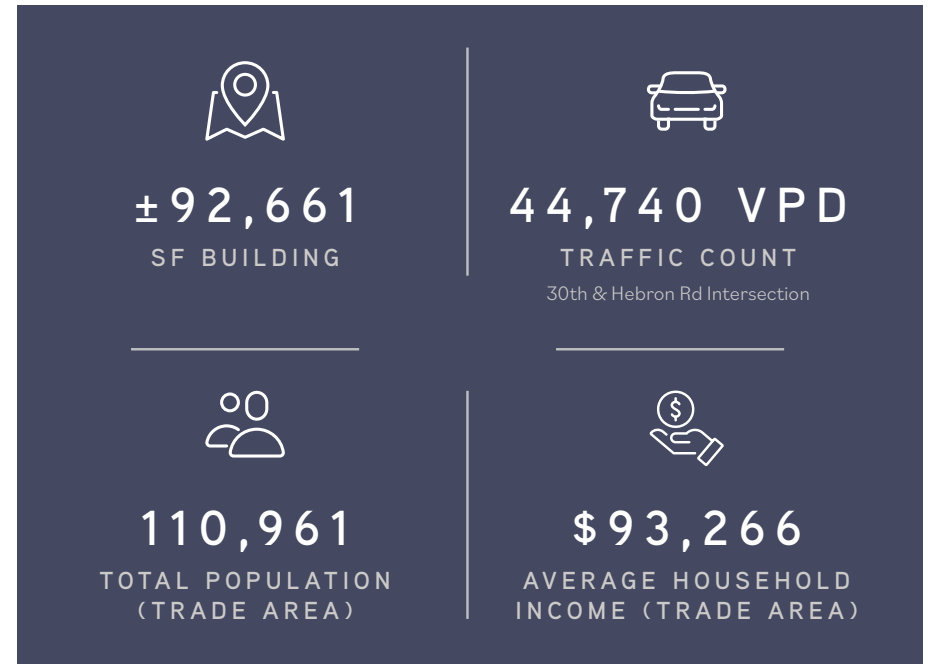 ±92,661
SF BUILDING
44,740 VPD
TRAFFIC COUNT
30th & Hebron Rd Intersection
110,961
TOTAL POPULATION
(TRADE AREA)
$
$93,266
AVERAGE HOUSEHOLD
INCOME (TRADE AREA)